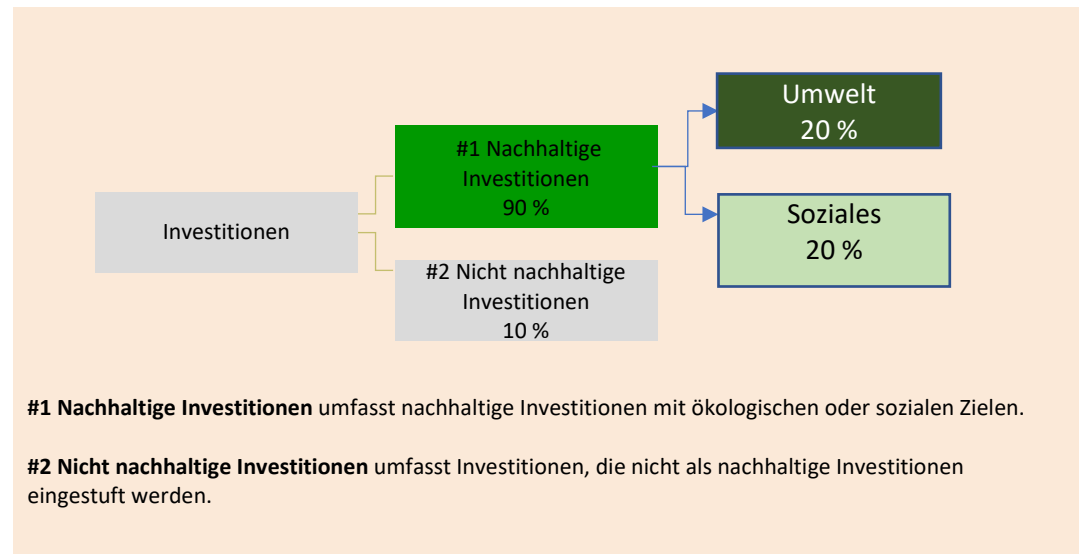 Umwelt
20 %
#1 Nachhaltige
Investitionen
90 %
Soziales
20 %
Investitionen
#2 Nicht nachhaltige
Investitionen
10 %
#1 Nachhaltige Investitionen umfasst nachhaltige Investitionen mit ökologischen oder sozialen Zielen.
#2 Nicht nachhaltige Investitionen umfasst Investitionen, die nicht als nachhaltige Investitionen
eingestuft werden.